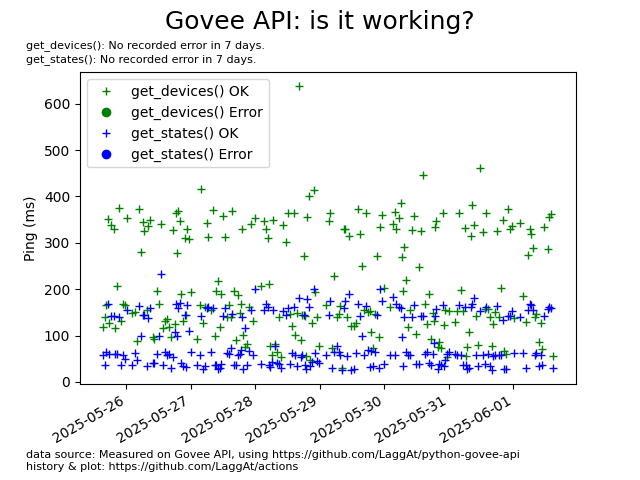 Govee API: is it working?
get_devices(): No recorded error in 7 days.
get_states(): No recorded error in 7 days.
get_devices() OK
get_devices() Error
get_states() OK
get_states() Error
Ping (ms)
600
500
400
300
200
100
0
2025-05-26
2025-05-27
2025-05-28
2025-05-29
2025-05-30
2025-05-31
2025-06-01
data source: Measured on Govee API, using https://github.com/LaggAt/python-govee-api
history & plot: https://github.com/LaggAt/actions